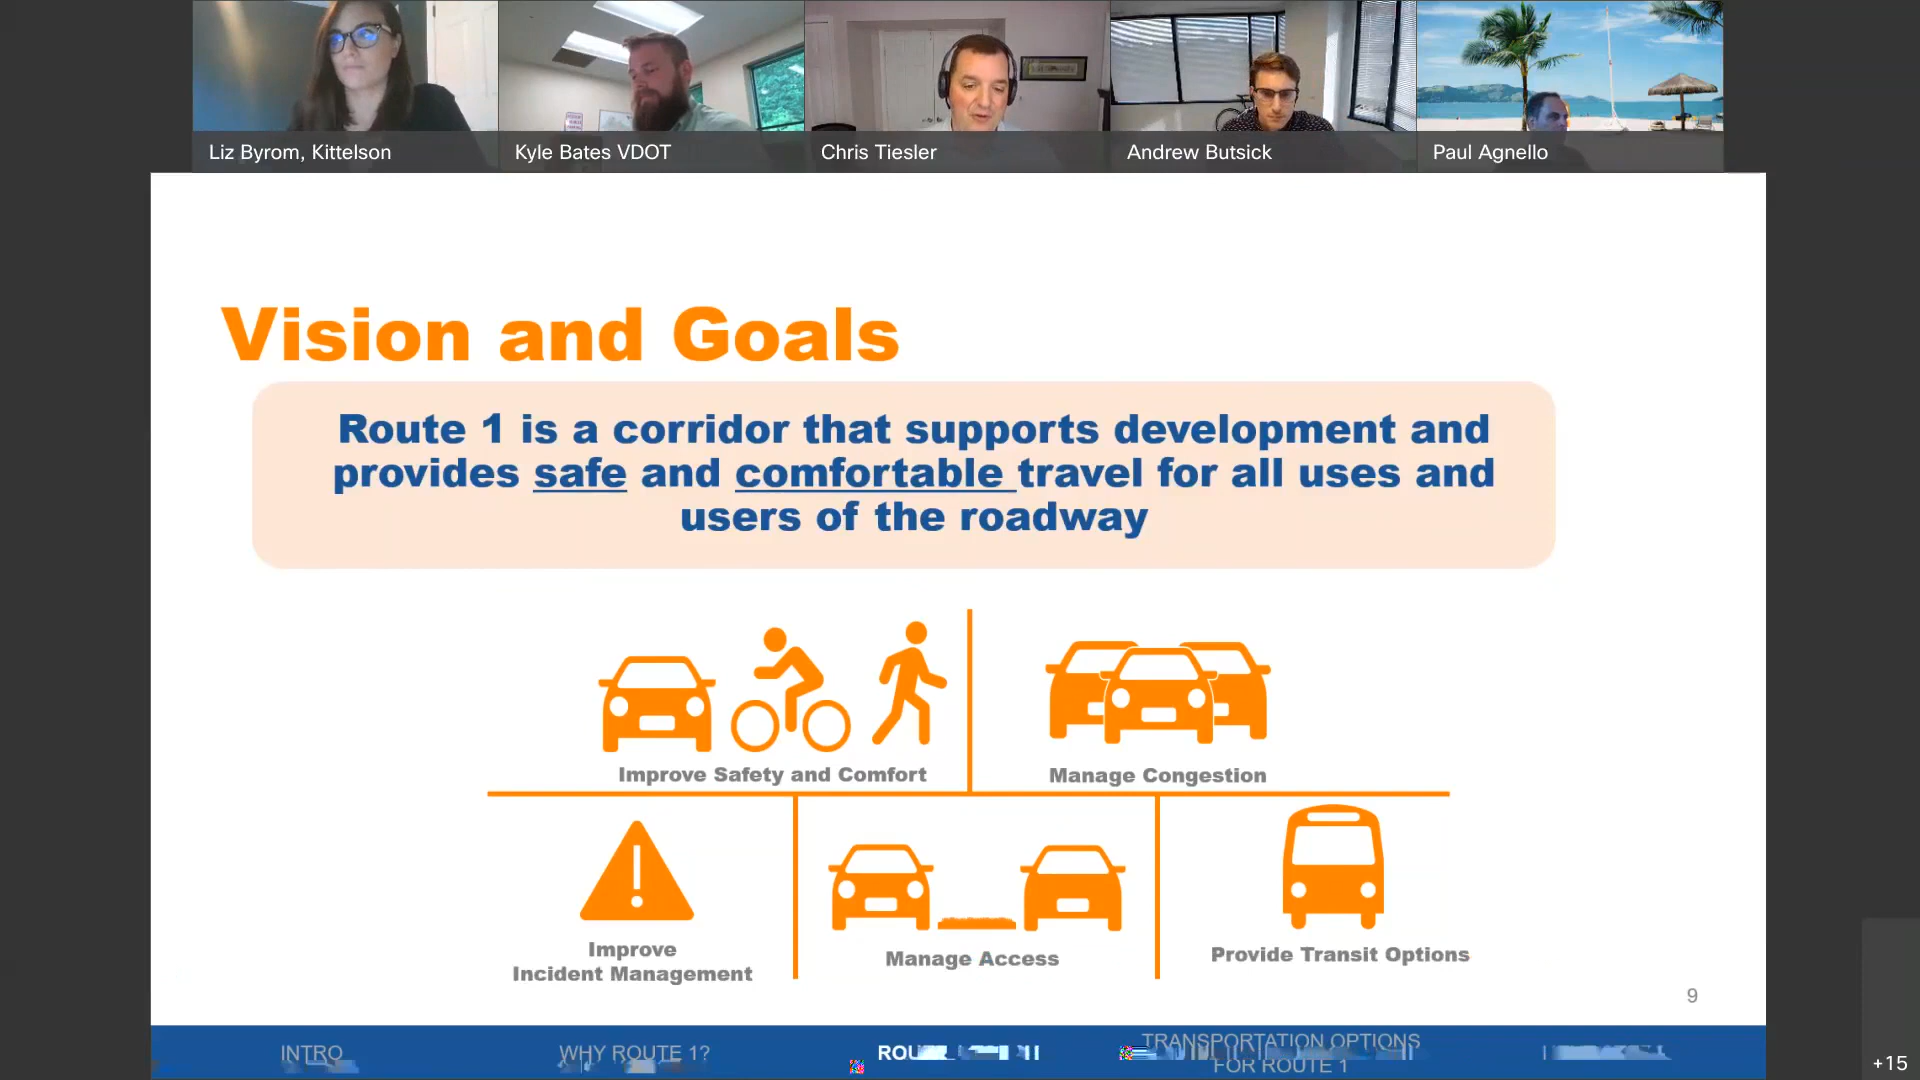 Liz Byrom, Kittelson
Kyle Bates VDOT
Chris Tiesler
Andrew Butsick
Paul Agnello
Vision and Goals
Route 1 is a corridor that supports development and
provides safe and comfortable travel for all uses and
users of the roadway
Improve Safety and Comfort
Manage Congestion
Improve
Incident Management
Manage Access
Provide Transit Options
9
INTRO
WHY ROUTE 1?
TRANSPORTATION OPTIONS
FOR ROUTE 1
+15